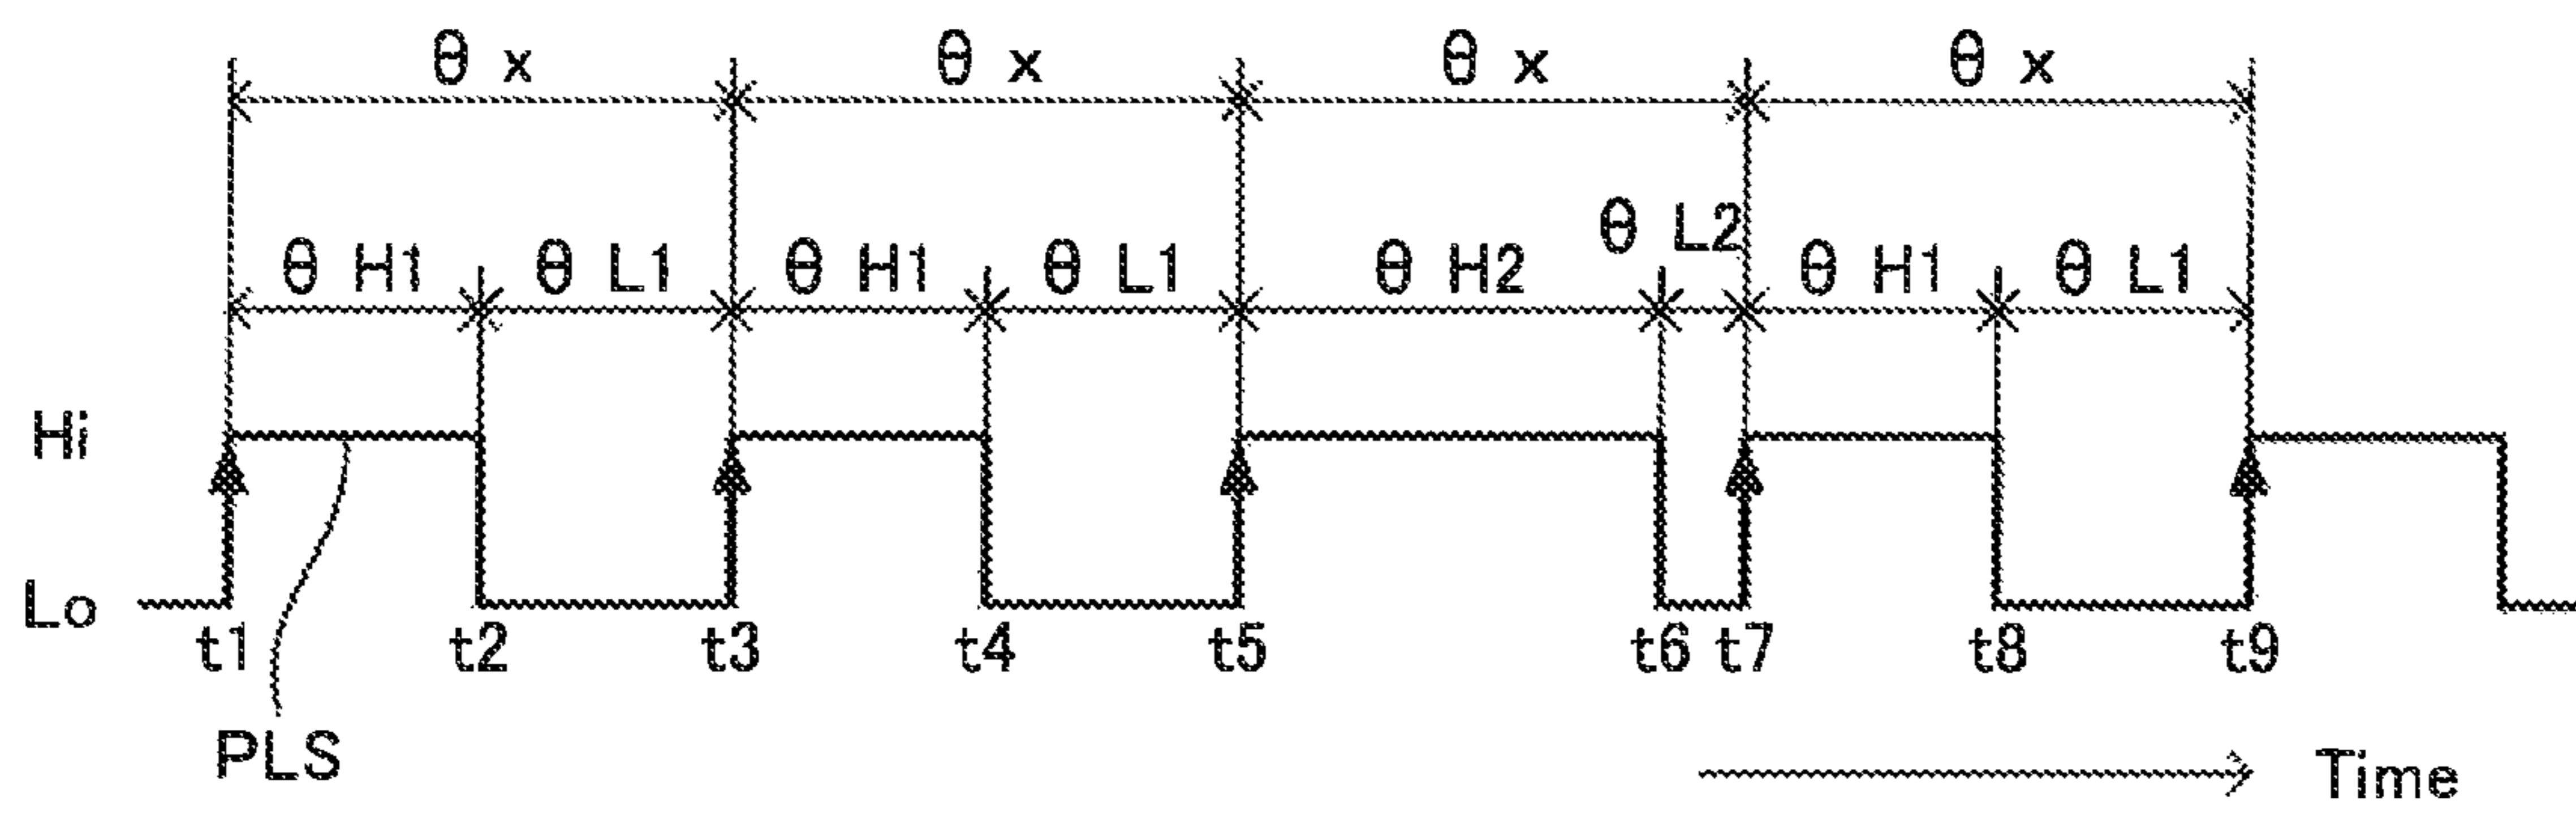 θ x θ x θ x θ x
θ L2
θ H1 θ L1 θ H1 θ L1 θ H2 θ H1 θ L1
Hi
Lo
t1 t2 t3 t4 t5 t6 t7 t8 t9
PLS
Time